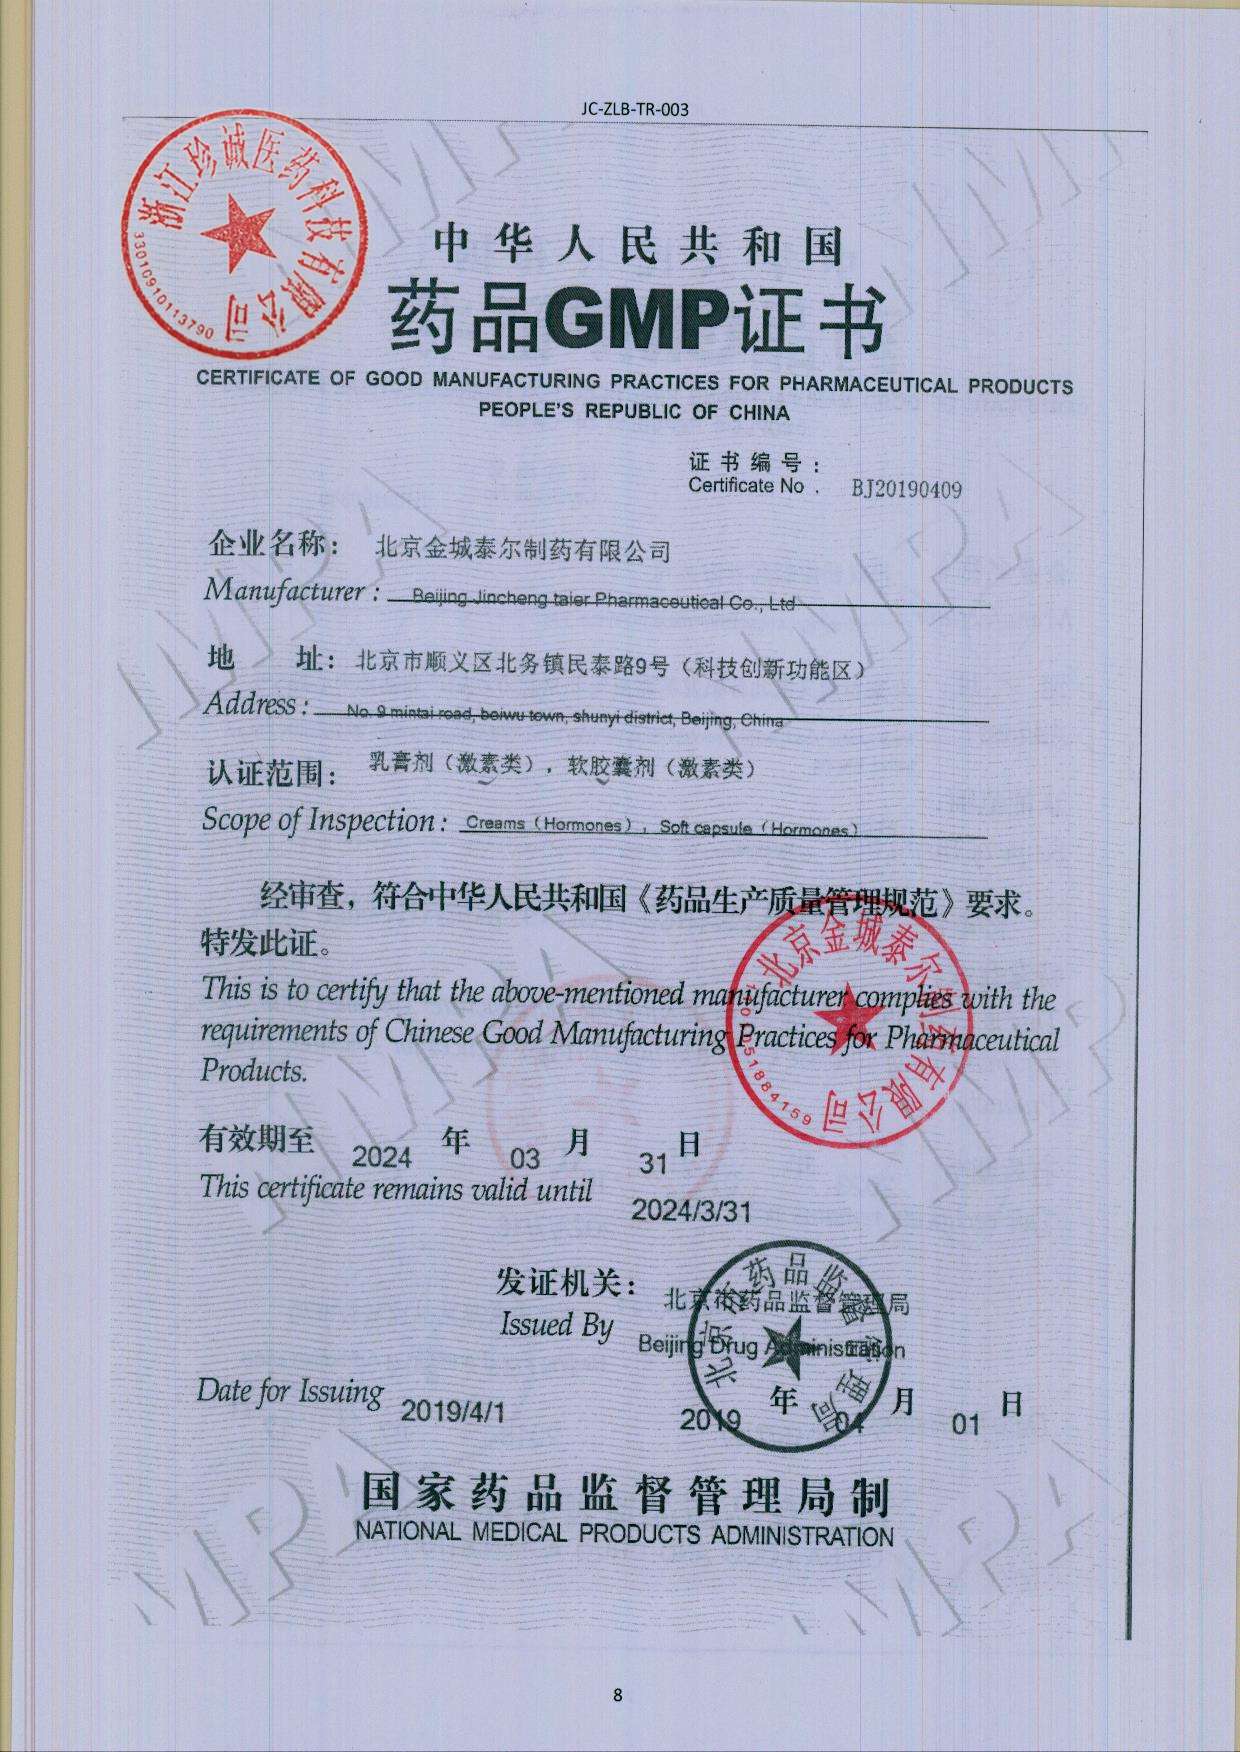 JC-ZLB-TR-003
浙江珍诚医药科技有限公司
33010910113790
中华人民共和国
药品GMP证书
CERTIFICATE OF GOOD MANUFACTURING PRACTICES FOR PHARMACEUTICAL PRODUCTS
PEOPLE'S REPUBLIC OF CHINA
证书编号：
Certificate No . BJ20190409
企业名称： 北京金城泰尔制药有限公司
Manufacturer : Beijing Jincheng taier Pharmaceutical Co., Ltd
地 址： 北京市顺义区北务镇民泰路9号（科技创新功能区）
Address : No. 9 mintai road, beiwu town, shunyi district, Beijing, China
认证范围： 乳膏剂（激素类），软胶囊剂（激素类）
Scope of Inspection : Creams (Hormones), Soft capsule (Hormones)
经审查，符合中华人民共和国《药品生产质量管理规范》要求。
特发此证。
北京金城泰尔制药有限公司
This is to certify that the above-mentioned manufacturer complies with the
requirements of Chinese Good Manufacturing Practices for Pharmaceutical
Products.
有效期至 2024 年 03 月 31 日
This certificate remains valid until 2024/3/31
发证机关： 北京市药品监督管理局
Issued By Beijing Drug Administration
北京市药品监督管理局
Date for Issuing 2019/4/1 2019 年 04 月 01 日
国家药品监督管理局制
NATIONAL MEDICAL PRODUCTS ADMINISTRATION
8